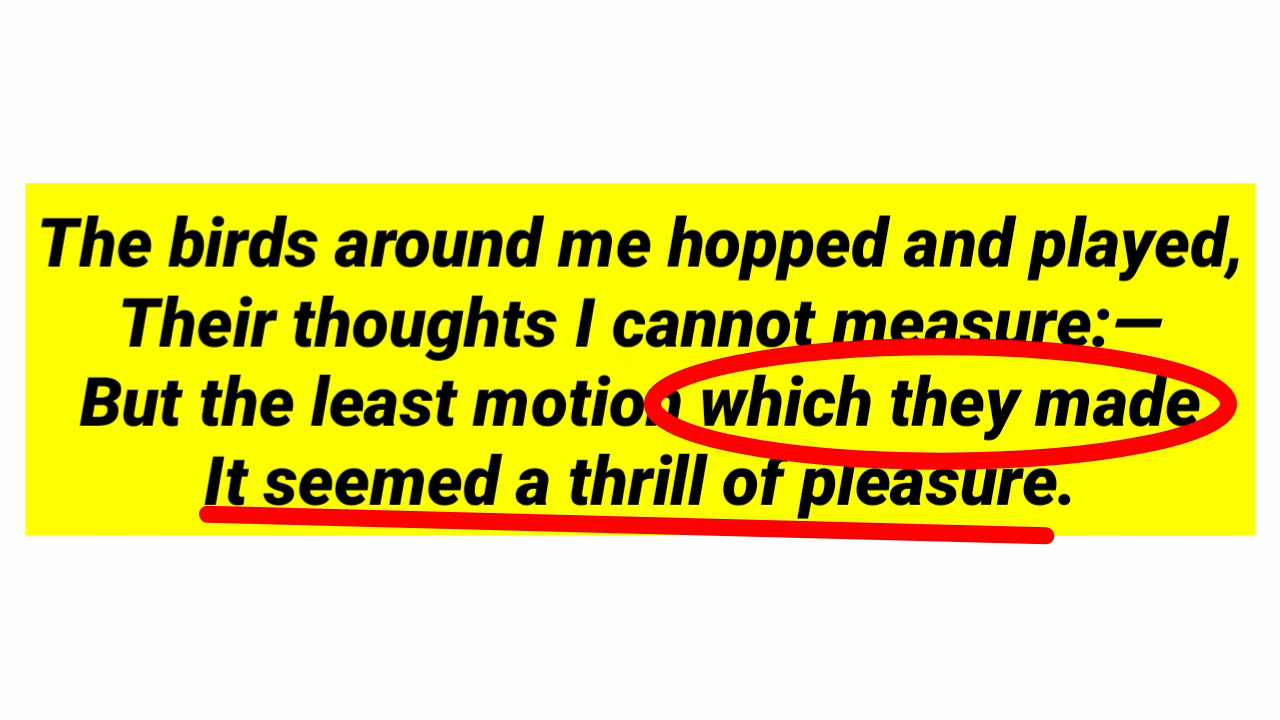 The birds around me hopped and played,
Their thoughts I cannot measure:—
But the least motion which they made
It seemed a thrill of pleasure.